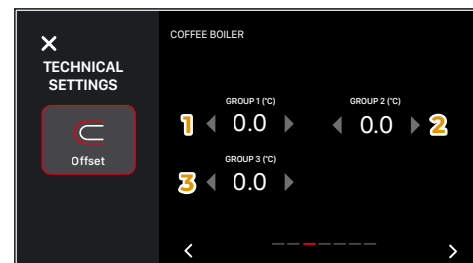 COFFEE BOILER
TECHNICAL
SETTINGS
Offset
GROUP 1 (°C)
1 0.0
GROUP 2 (°C)
0.0 2
GROUP 3 (°C)
3 0.0